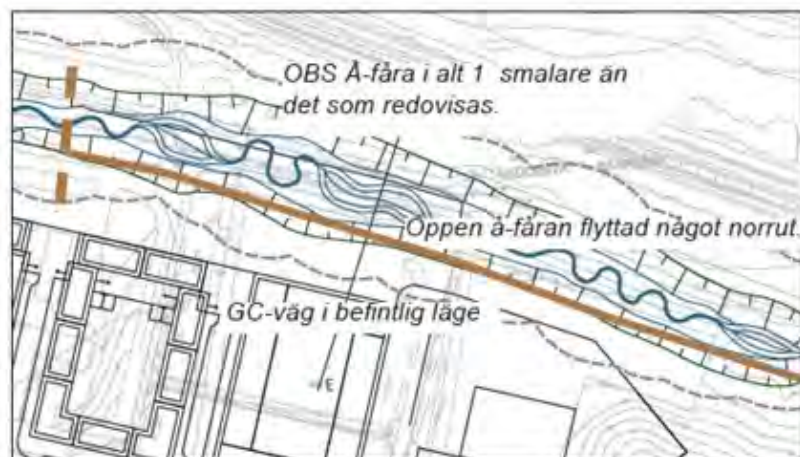 OBS Å-fåra i alt 1 smalare än
det som redovisas.
Öppen å-fåran flyttad något norrut.
GC-väg i befintlig läge
E